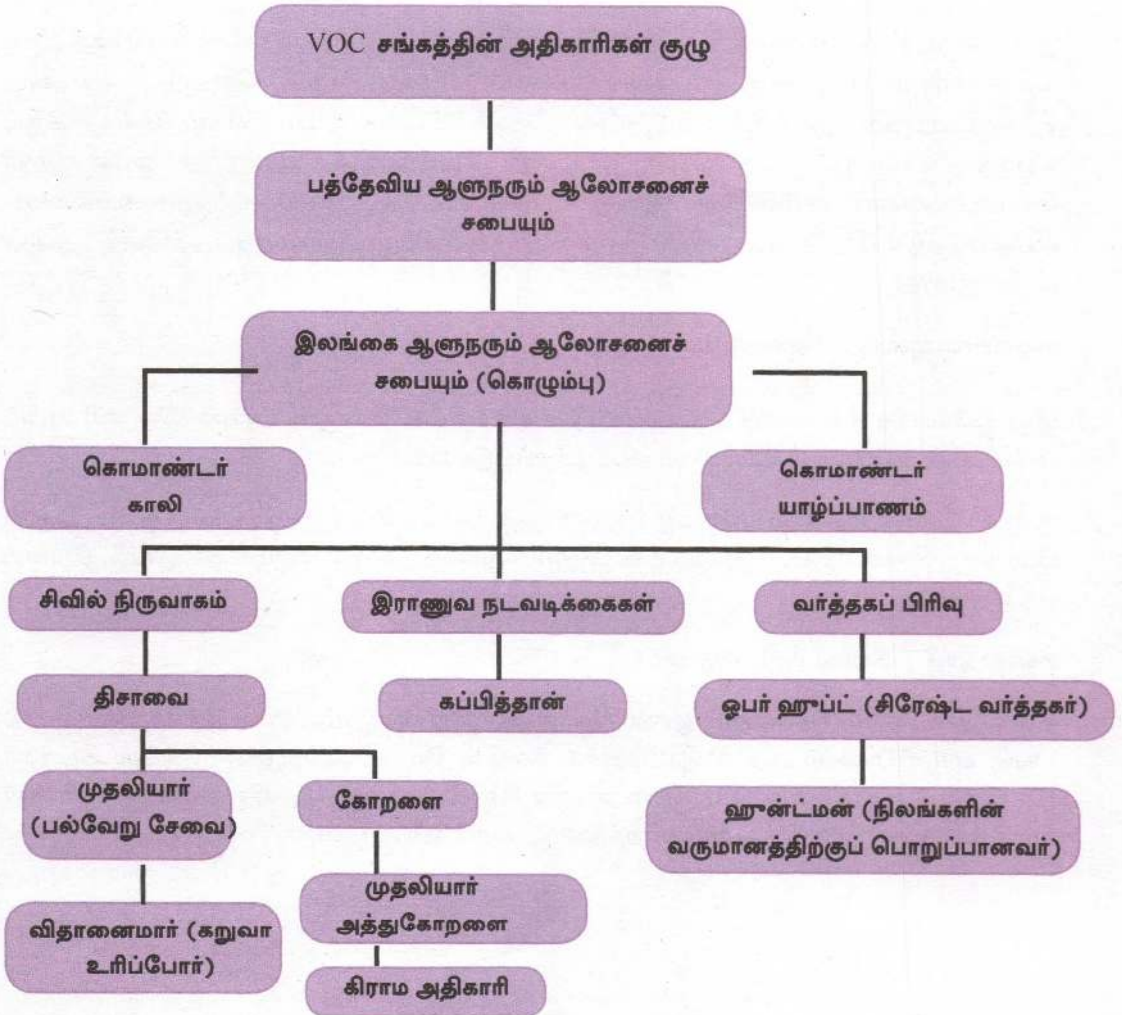 VOC சங்கத்தின் அதிகாரிகள் குழு
பத்தேவிய ஆளுநரும் ஆலோசனைச்
சபையும்
இலங்கை ஆளுநரும் ஆலோசனைச்
சபையும் (கொழும்பு)
கொமாண்டர்
காலி
கொமாண்டர்
யாழ்ப்பாணம்
சிவில் நிருவாகம்
இராணுவ நடவடிக்கைகள்
வர்த்தகப் பிரிவு
திசாவை
கப்பித்தான்
ஓபர் ஹுப்ட் (சிரேஷ்ட வர்த்தகர்)
முதலியார்
(பல்வேறு சேவை)
கோறளை
ஹுன்ட்மன் (நிலங்களின்
வருமானத்திற்குப் பொறுப்பானவர்)
முதலியார்
அத்துகோறளை
விதானைமார் (கறுவா
உரிப்போர்)
கிராம அதிகாரி